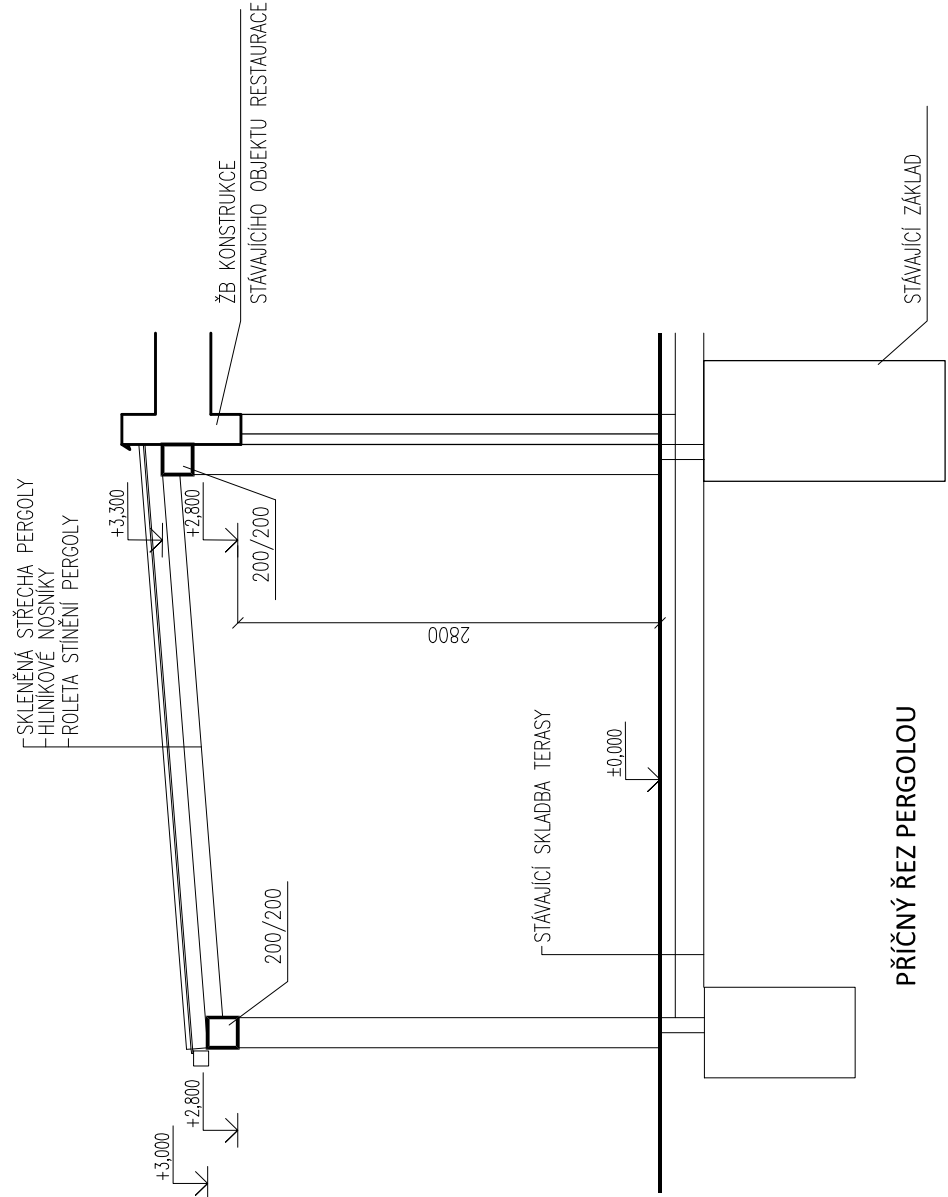 SKLENĚNÁ STŘECHA PERGOLY
HLINÍKOVÉ NOSNÍKY
ROLETA STÍNĚNÍ PERGOLY
ŽB KONSTRUKCE
STÁVAJÍCÍHO OBJEKTU RESTAURACE
+3,300
+2,800
200/200
2800
+3,000
+2,800
200/200
±0,000
STÁVAJÍCÍ SKLADBA TERASY
STÁVAJÍCÍ ZÁKLAD
PŘÍČNÝ ŘEZ PERGOLOU